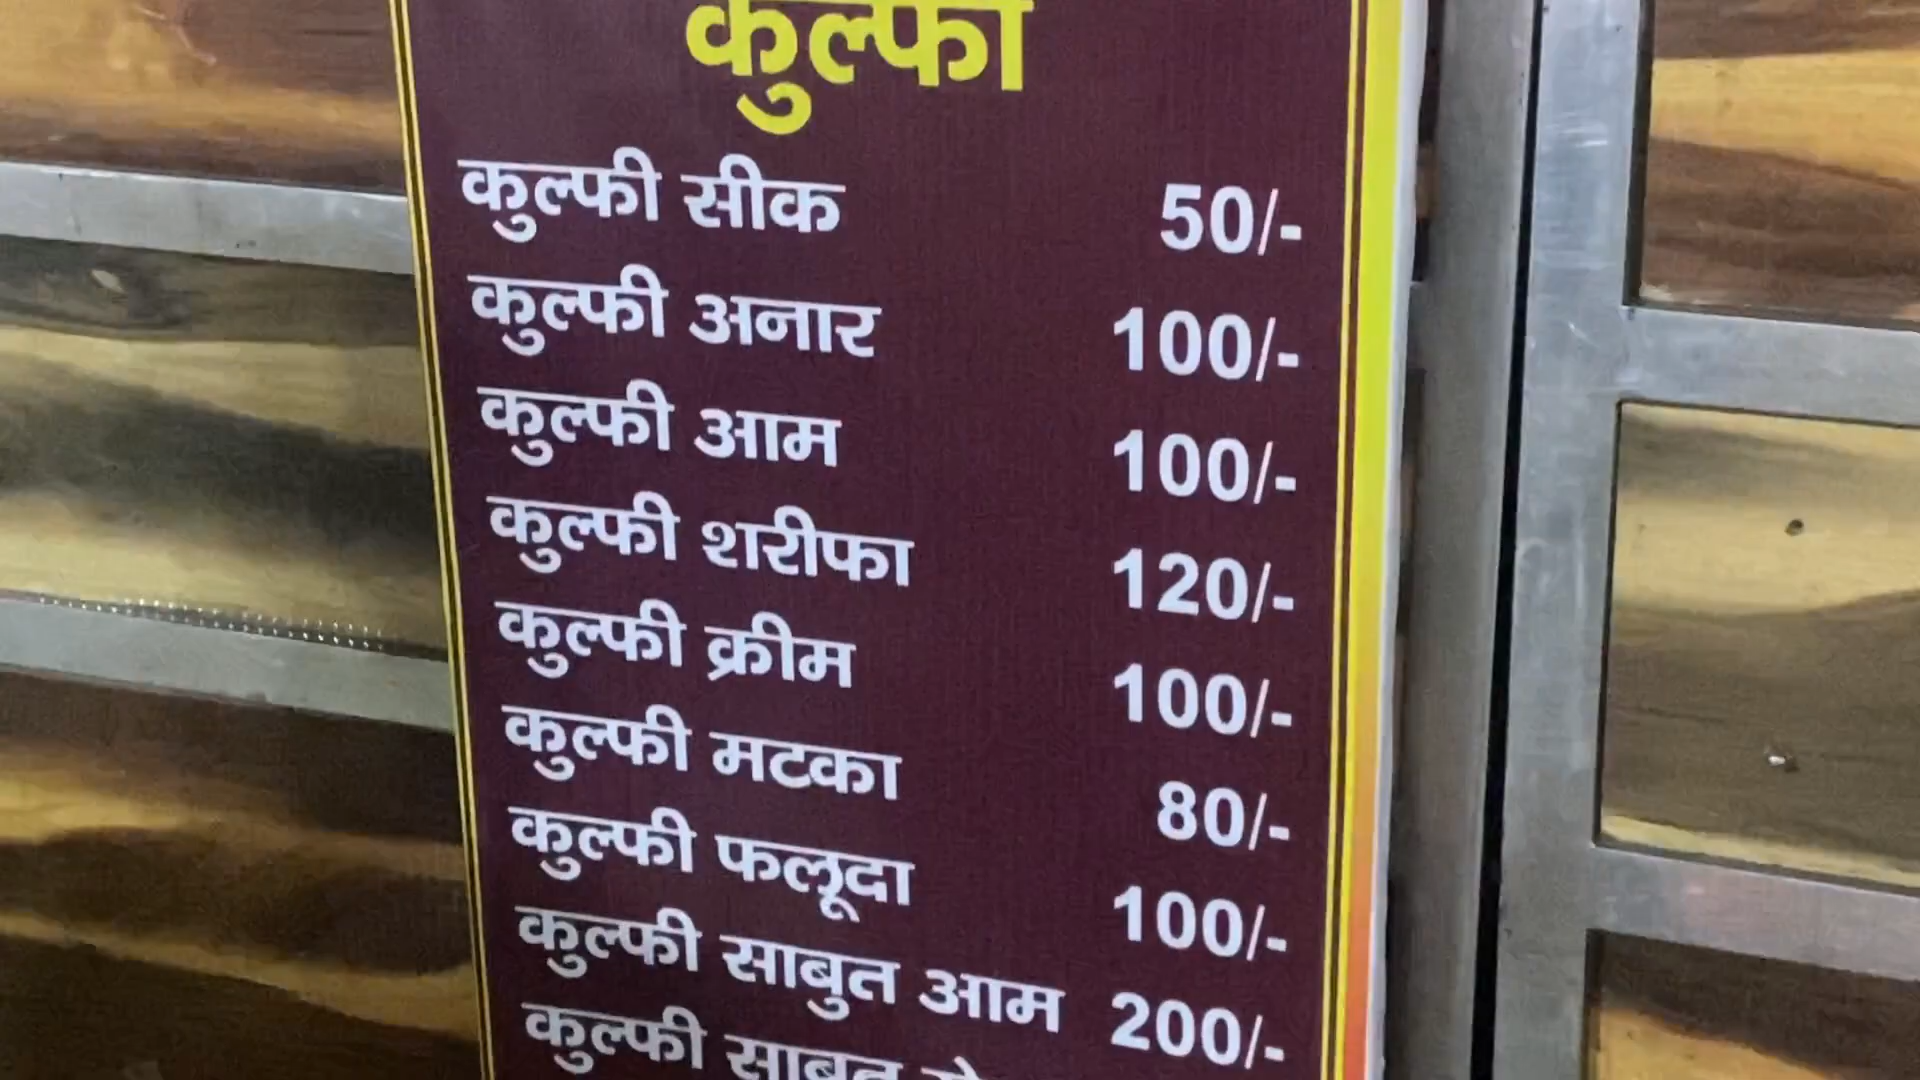 कुल्फी
कुल्फी सीक 50/-
कुल्फी अनार 100/-
कुल्फी आम 100/-
कुल्फी शरीफा 120/-
कुल्फी क्रीम 100/-
कुल्फी मटका 80/-
कुल्फी फलूदा 100/-
कुल्फी साबुत आम 200/-
कुल्फी साबुत